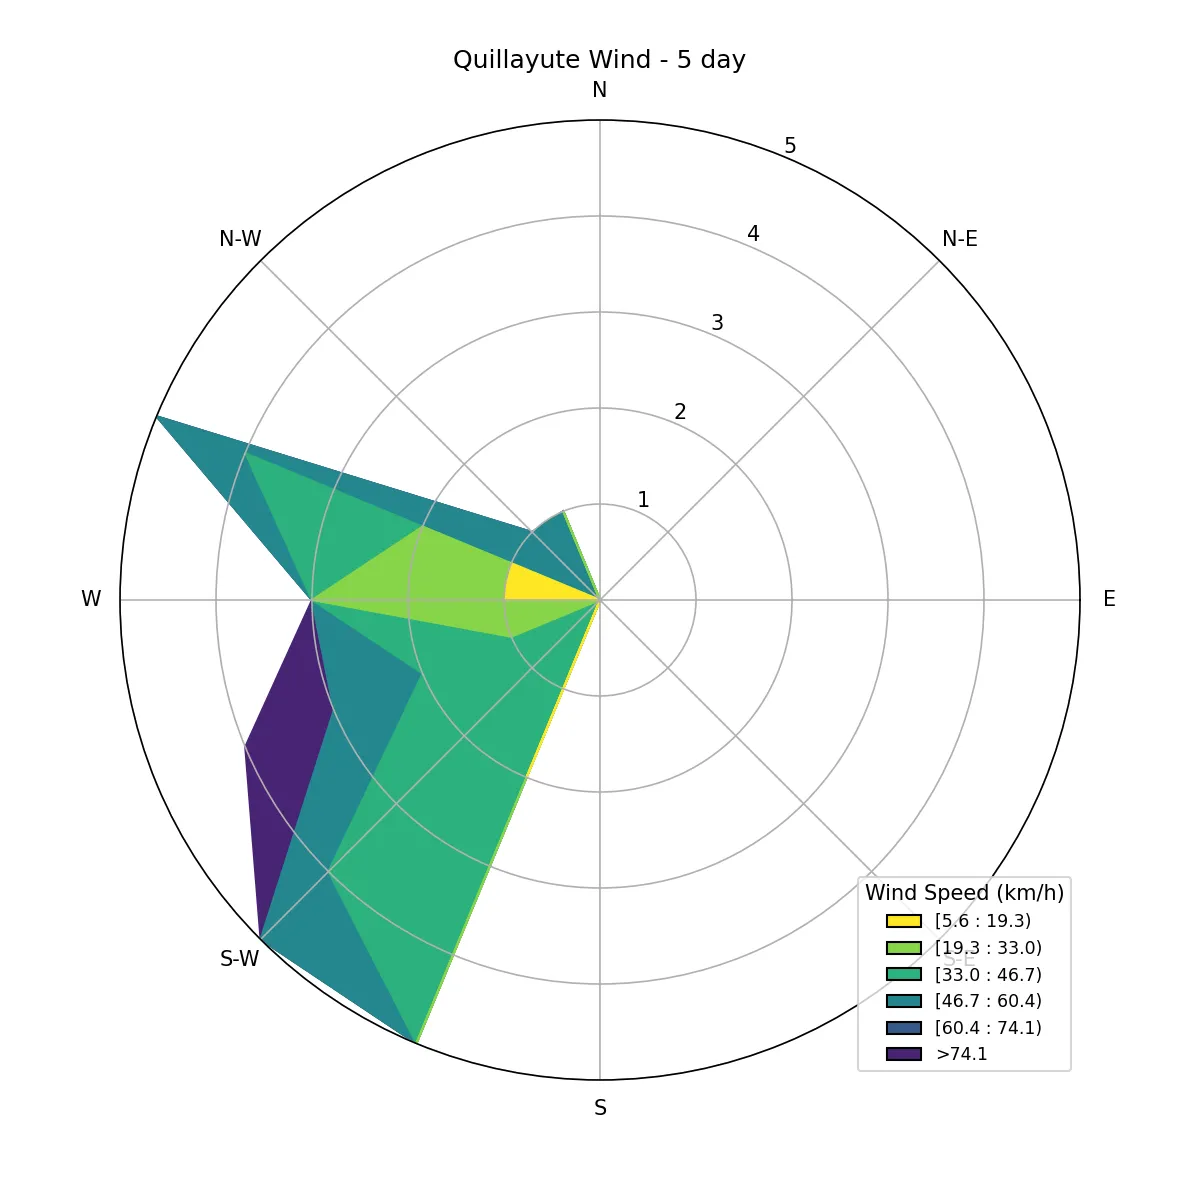 Quillayute Wind - 5 day
N
5
N-W
4
N-E
3
2
1
W
E
S-W
S-E
Wind Speed (km/h)
[5.6 : 19.3)
[19.3 : 33.0)
[33.0 : 46.7)
[46.7 : 60.4)
[60.4 : 74.1)
>74.1
S